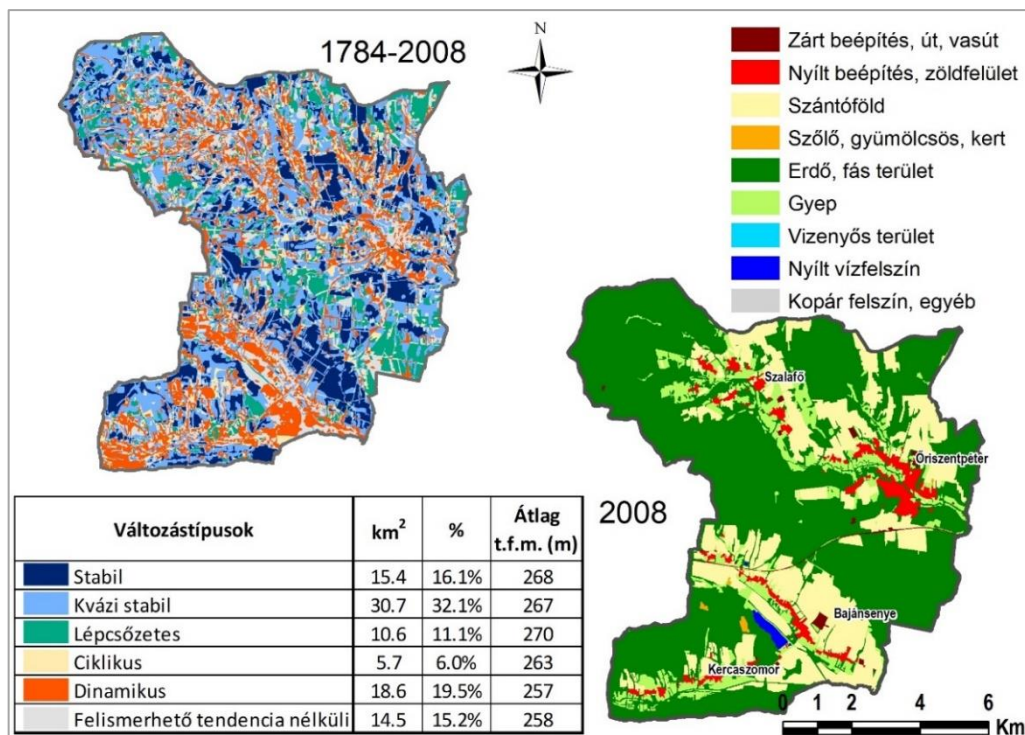 1784-2008
N
Zárt beépítés, út, vasút
Nyílt beépítés, zöldfelület
Szántóföld
Szőlő, gyümölcsös, kert
Erdő, fás terület
Gyep
Vizenyős terület
Nyílt vízfelszín
Kopár felszín, egyéb
Szalafő
Őriszentpéter
2008
Bajánsenye
Kercaszomor
Változástípusok km² % Átlag
t.f.m. (m)
Stabil 15.4 16.1% 268
Kvázi stabil 30.7 32.1% 267
Lépcsőzetes 10.6 11.1% 270
Ciklikus 5.7 6.0% 263
Dinamikus 18.6 19.5% 257
Felismerhető tendencia nélküli 14.5 15.2% 258
0 1 2 4 6
Km